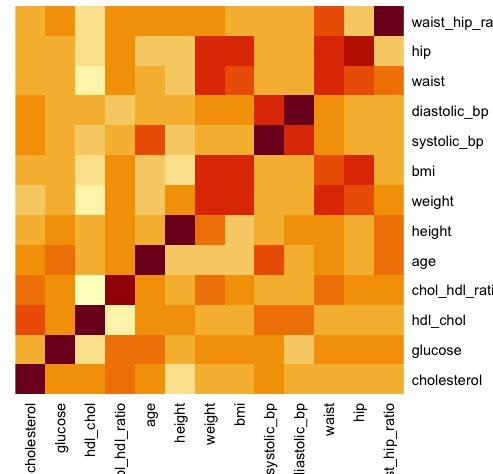 waist_hip_ra
hip
waist
diastolic_bp
systolic_bp
bmi
weight
height
age
chol_hdl_rati
hdl_chol
glucose
cholesterol
cholesterol
glucose
hdl_chol
ol_hdl_ratio
age
height
weight
bmi
systolic_bp
liastolic_bp
waist
hip
st_hip_ratio